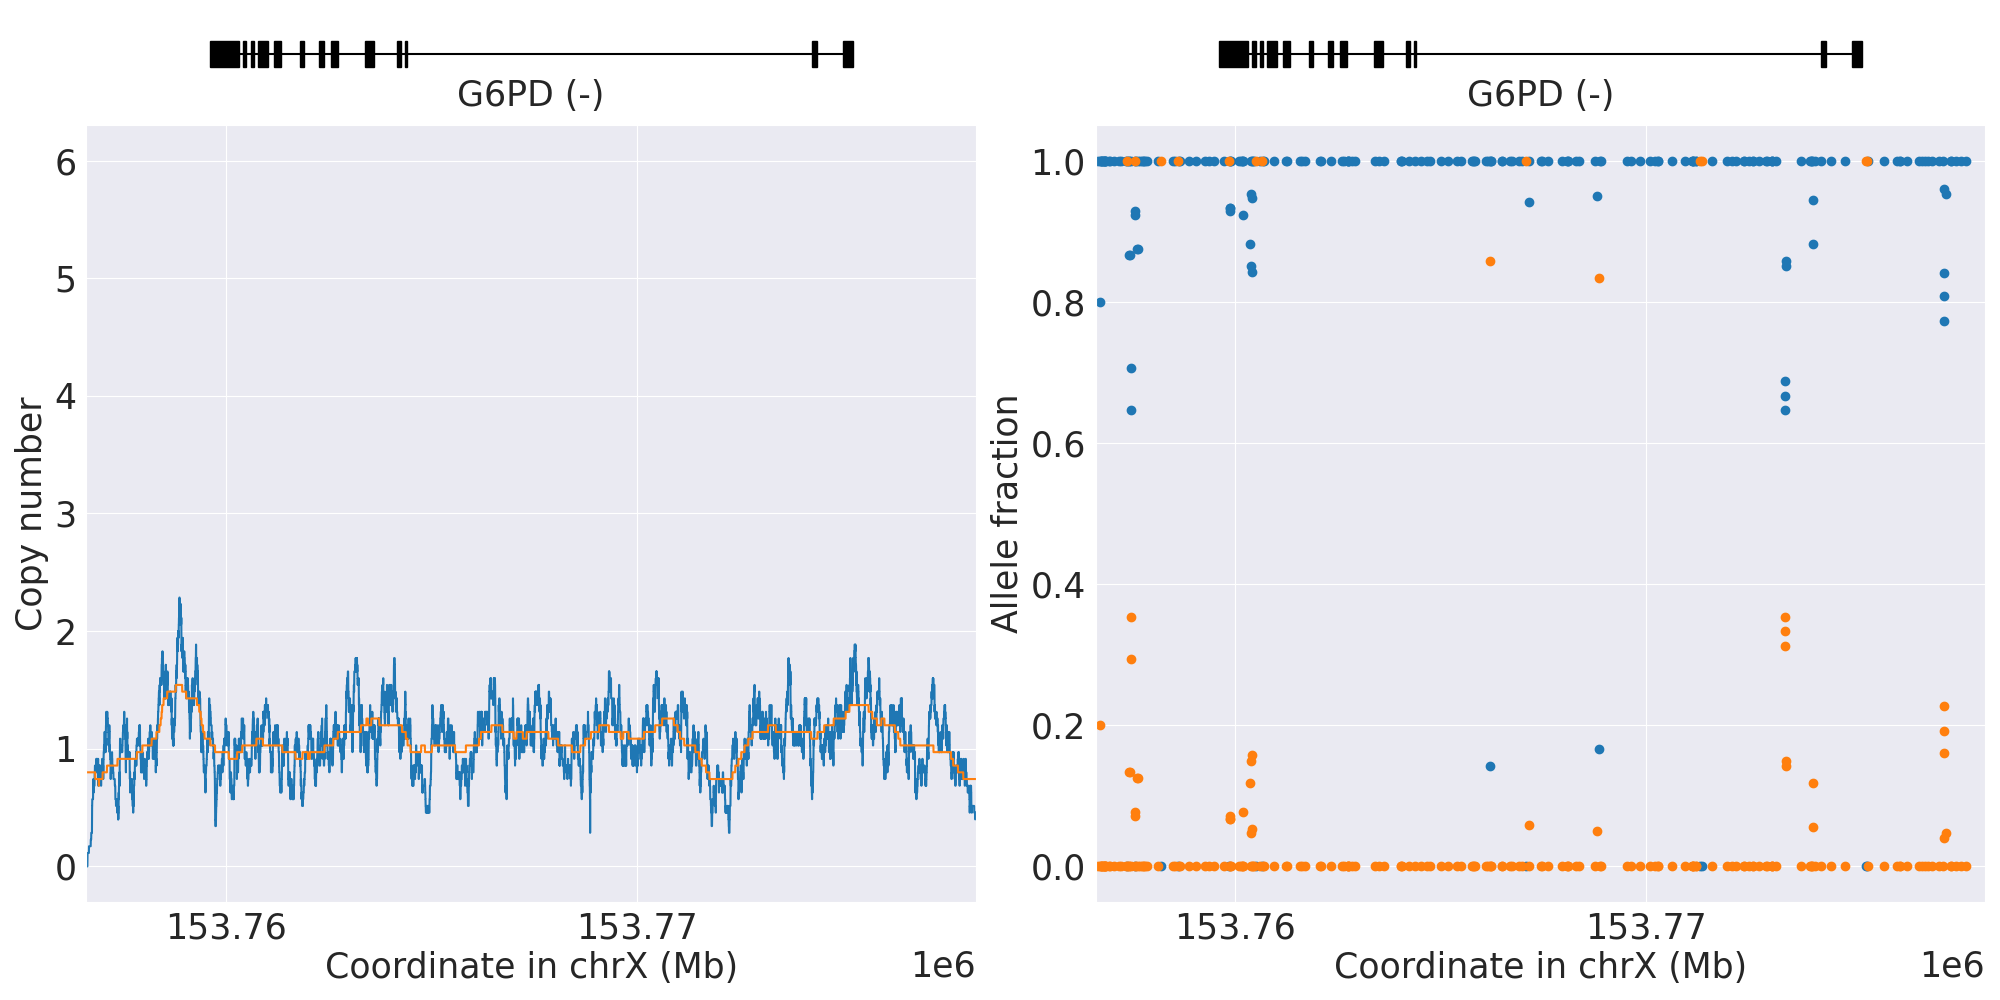 G6PD (-)
6
5
4
3
2
1
0
Copy number
153.76
153.77
Coordinate in chrX (Mb)
1e6
G6PD (-)
1.0
0.8
0.6
0.4
0.2
0.0
Allele fraction
153.76
153.77
Coordinate in chrX (Mb)
1e6